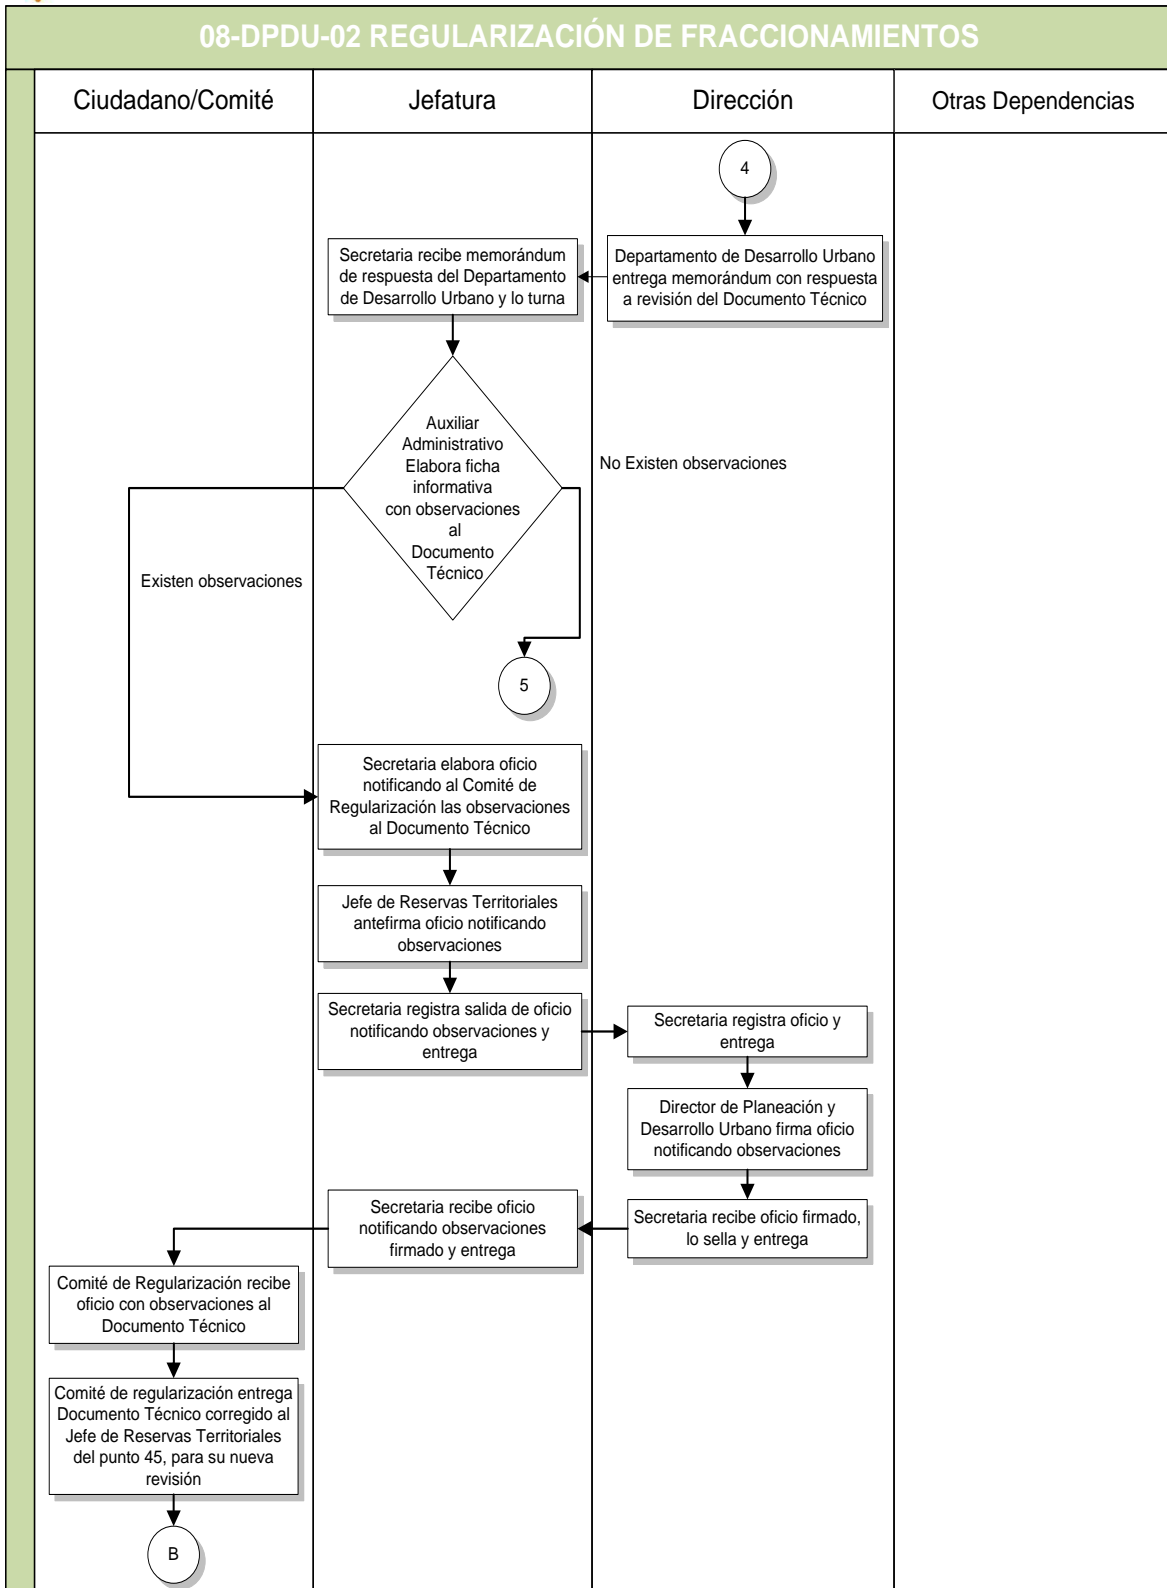 08-DPDU-02 REGULARIZACIÓN DE FRACCIONAMIENTOS
Ciudadano/Comité
Jefatura
Dirección
Otras Dependencias
4
Departamento de Desarrollo Urbano
entrega memorándum con respuesta
a revisión del Documento Técnico
Secretaria recibe memorándum
de respuesta del Departamento
de Desarrollo Urbano y lo turna
Auxiliar
Administrativo
Elabora ficha
informativa
con observaciones
al
Documento
Técnico
No Existen observaciones
Existen observaciones
5
Secretaria elabora oficio
notificando al Comité de
Regularización las observaciones
al Documento Técnico
Jefe de Reservas Territoriales
antefirma oficio notificando
observaciones
Secretaria registra salida de oficio
notificando observaciones y
entrega
Secretaria registra oficio y
entrega
Director de Planeación y
Desarrollo Urbano firma oficio
notificando observaciones
Secretaria recibe oficio firmado,
lo sella y entrega
Secretaria recibe oficio
notificando observaciones
firmado y entrega
Comité de Regularización recibe
oficio con observaciones al
Documento Técnico
Comité de regularización entrega
Documento Técnico corregido al
Jefe de Reservas Territoriales
del punto 45, para su nueva
revisión
B